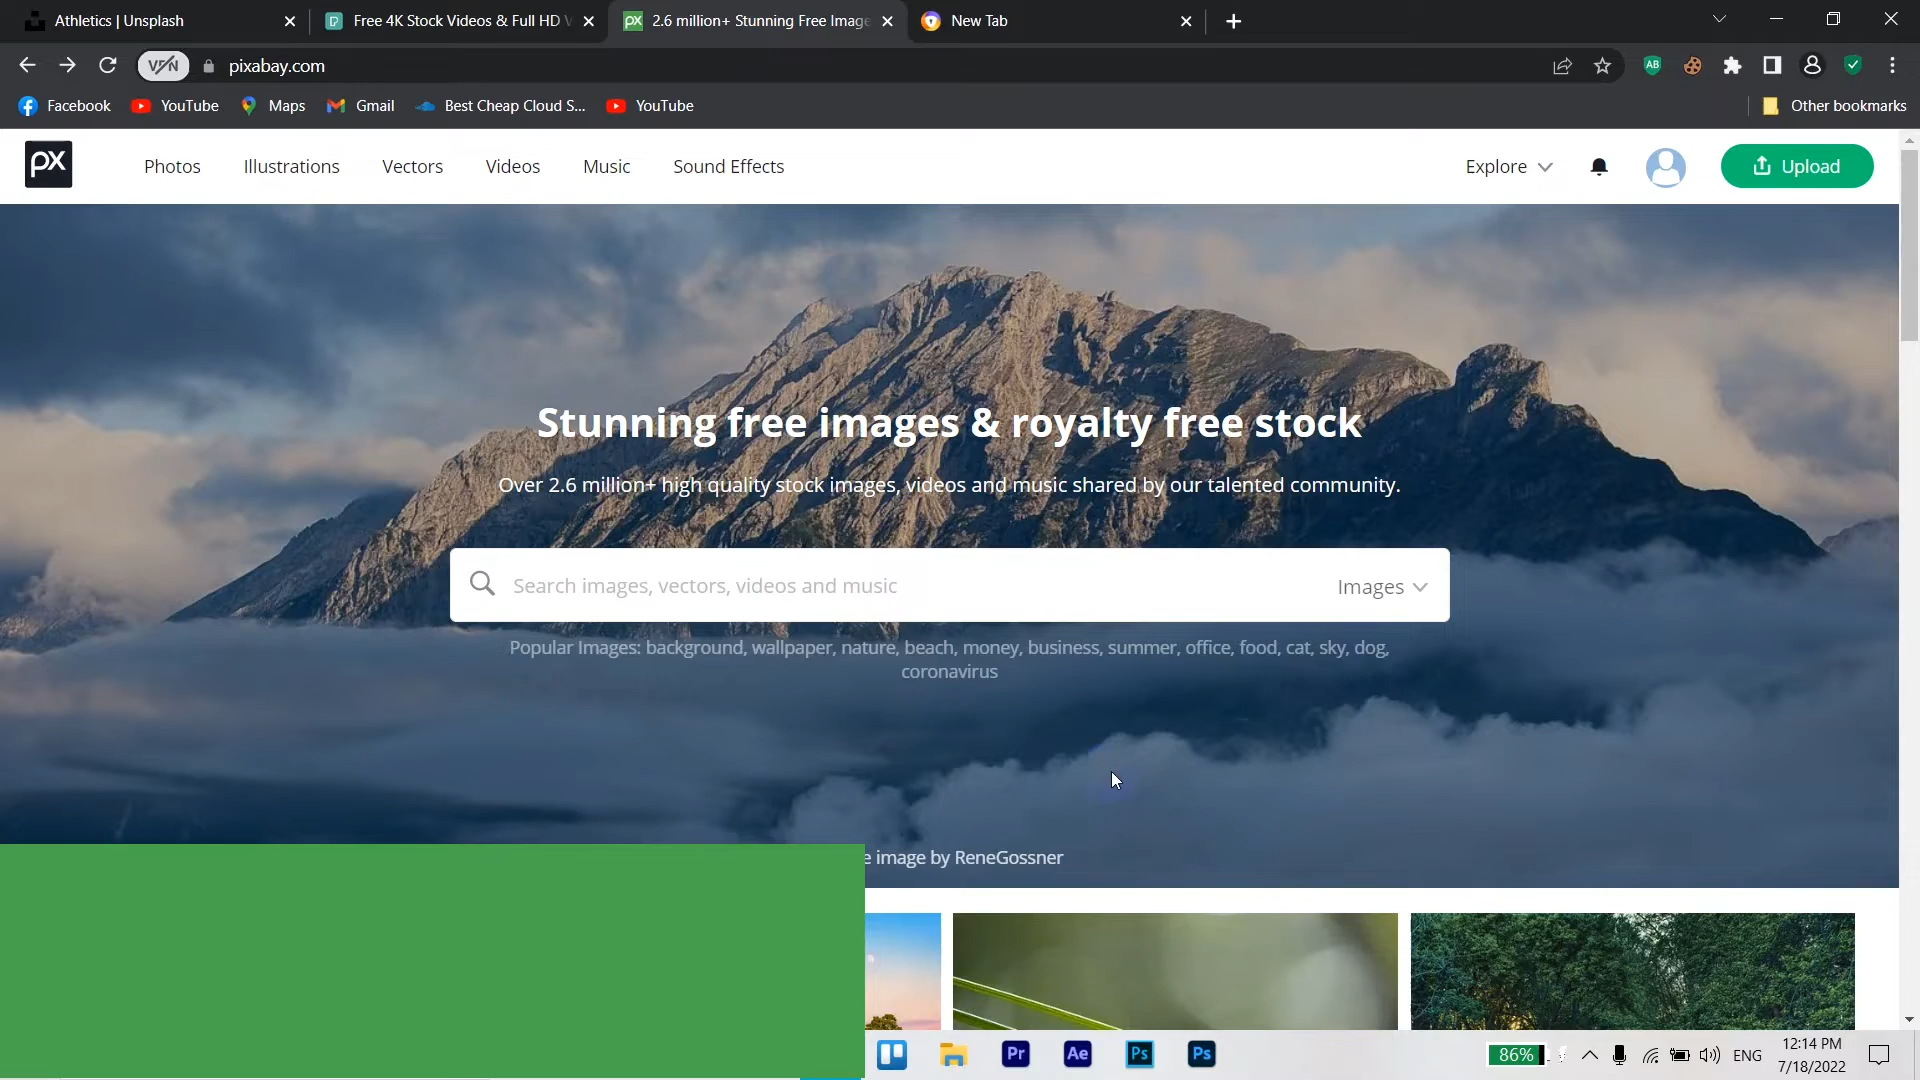 Athletics | Unsplash
Free 4K Stock Videos & Full HD V
px 2.6 million+ Stunning Free Image
New Tab
VPN pixabay.com
AB
Facebook YouTube Maps Gmail Best Cheap Cloud S... YouTube Other bookmarks
px Photos Illustrations Vectors Videos Music Sound Effects Explore Upload
Stunning free images & royalty free stock
Over 2.6 million+ high quality stock images, videos and music shared by our talented community.
Search images, vectors, videos and music Images
Popular Images: background, wallpaper, nature, beach, money, business, summer, office, food, cat, sky, dog,
coronavirus
e image by ReneGossner
Pr Ae Ps Ps 86% ENG 12:14 PM
7/18/2022